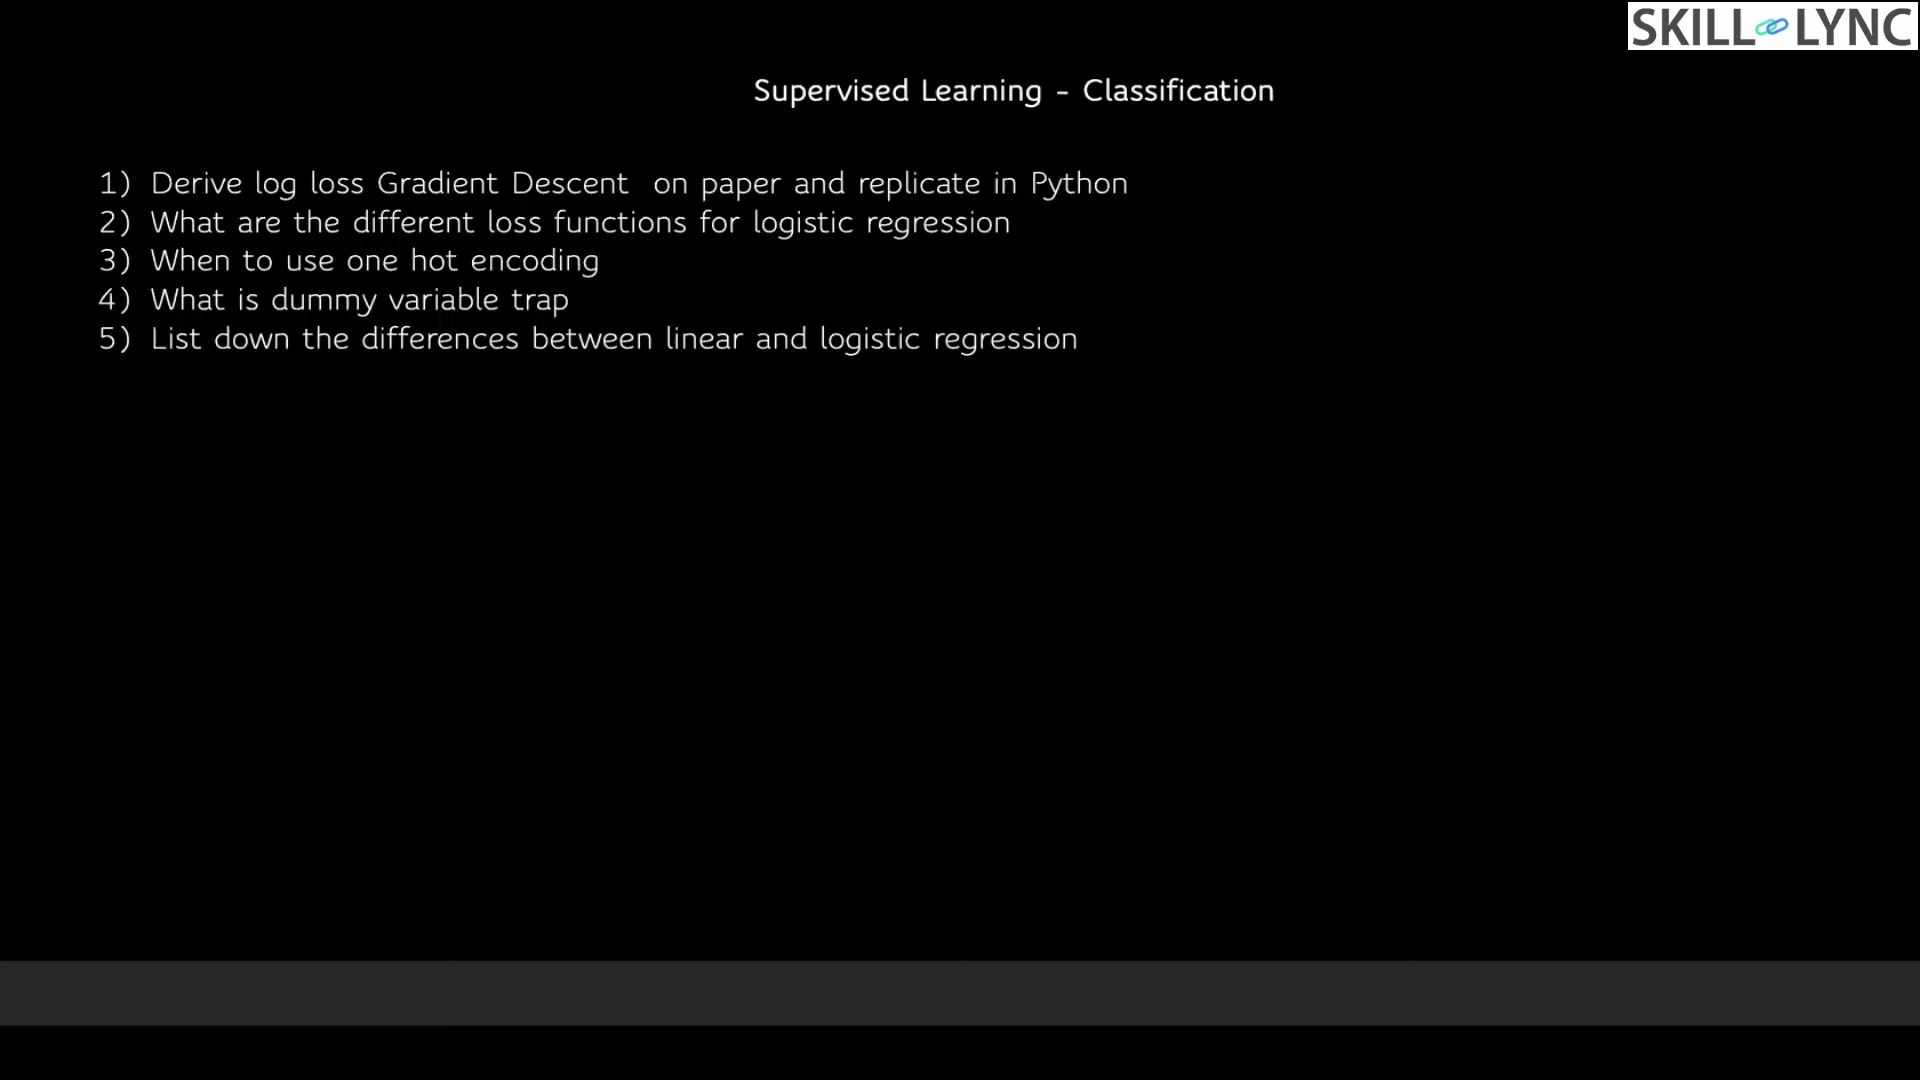 SKILL LYNC
Supervised Learning - Classification
1) Derive log loss Gradient Descent on paper and replicate in Python
2) What are the different loss functions for logistic regression
3) When to use one hot encoding
4) What is dummy variable trap
5) List down the differences between linear and logistic regression